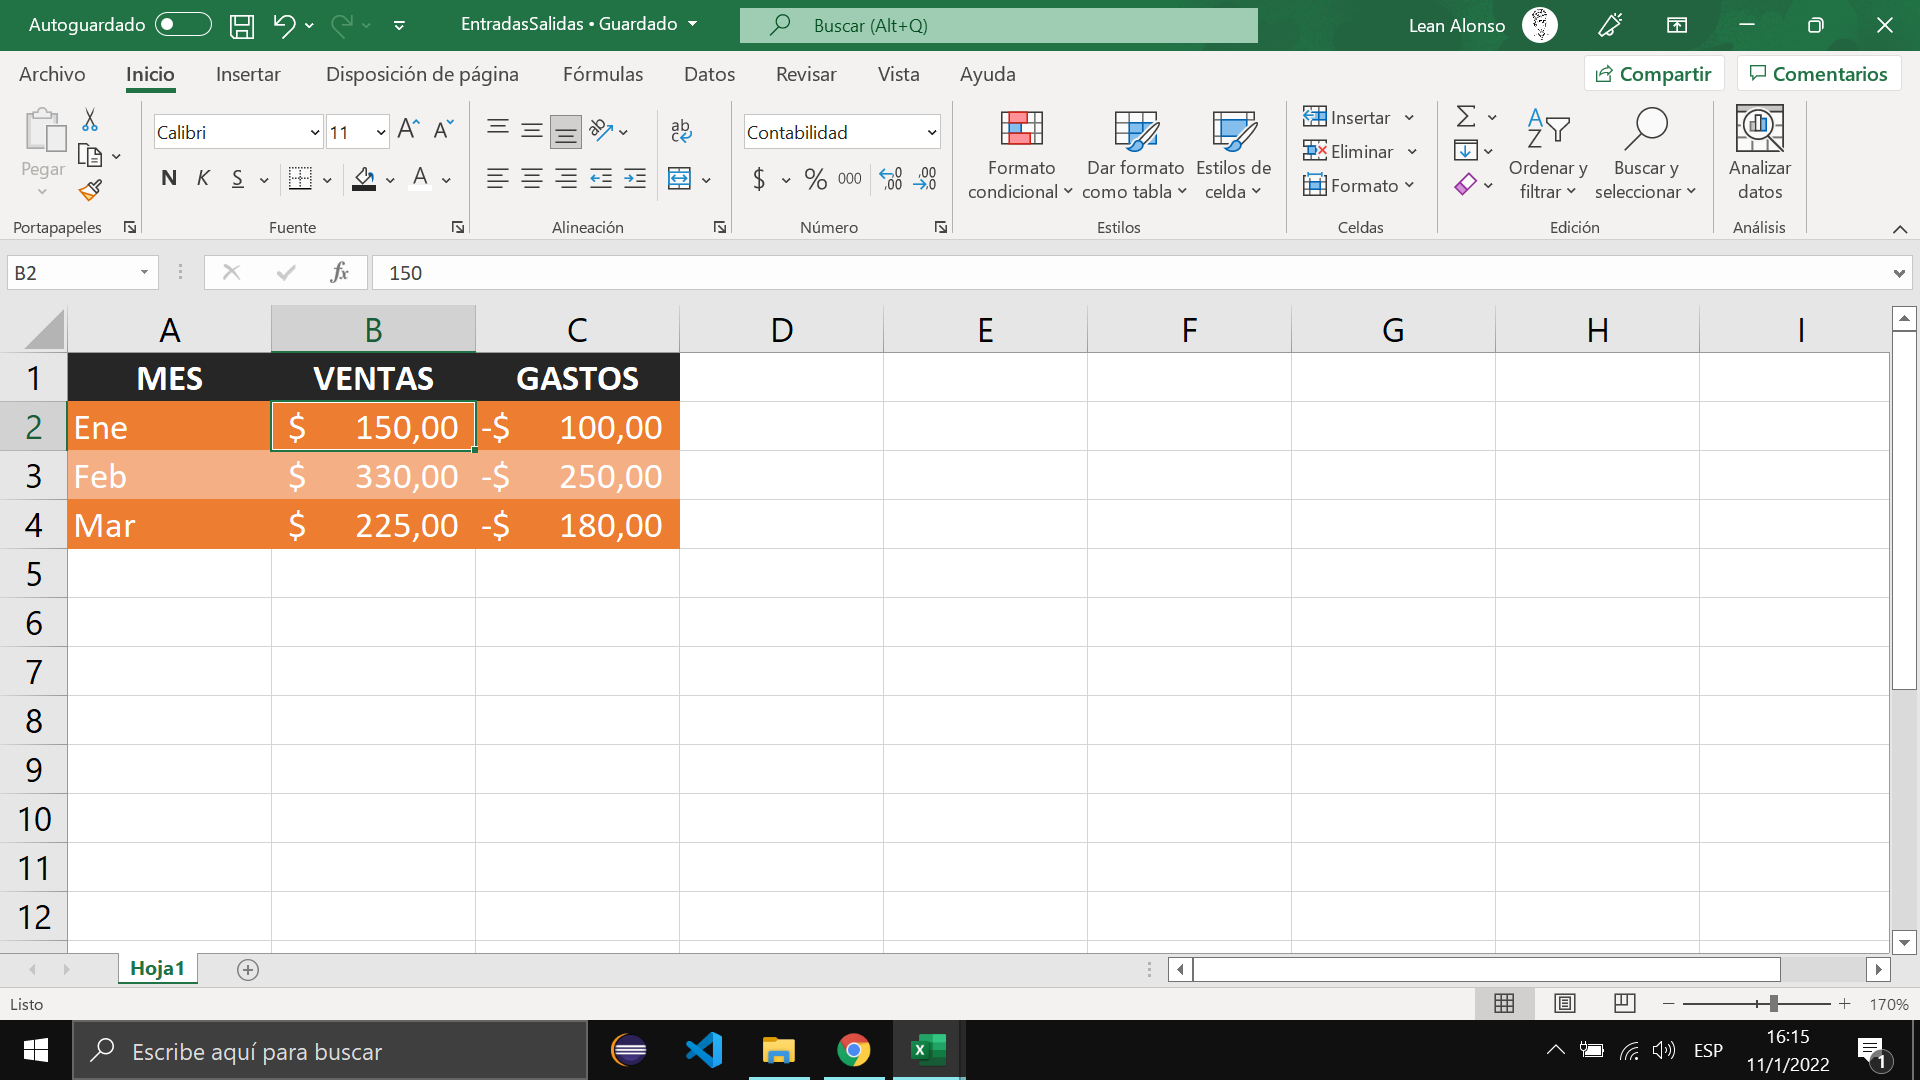 Autoguardado EntradasSalidas • Guardado Buscar (Alt+Q) Lean Alonso
Archivo Inicio Insertar Disposición de página Fórmulas Datos Revisar Vista Ayuda Compartir Comentarios
Pegar
Calibri 11
N K S
A A
ab
Contabilidad
$ % 000
Formato condicional
Dar formato como tabla
Estilos de celda
Insertar
Eliminar
Formato
Ordenar y filtrar
Buscar y seleccionar
Analizar datos
Portapapeles Fuente Alineación Número Estilos Celdas Edición Análisis
B2 fx 150
A B C D E F G H I
1 MES VENTAS GASTOS
2 Ene $ 150,00 -$ 100,00
3 Feb $ 330,00 -$ 250,00
4 Mar $ 225,00 -$ 180,00
5
6
7
8
9
10
11
12
Hoja1
Listo 170%
Escribe aquí para buscar ESP 16:15
11/1/2022 1